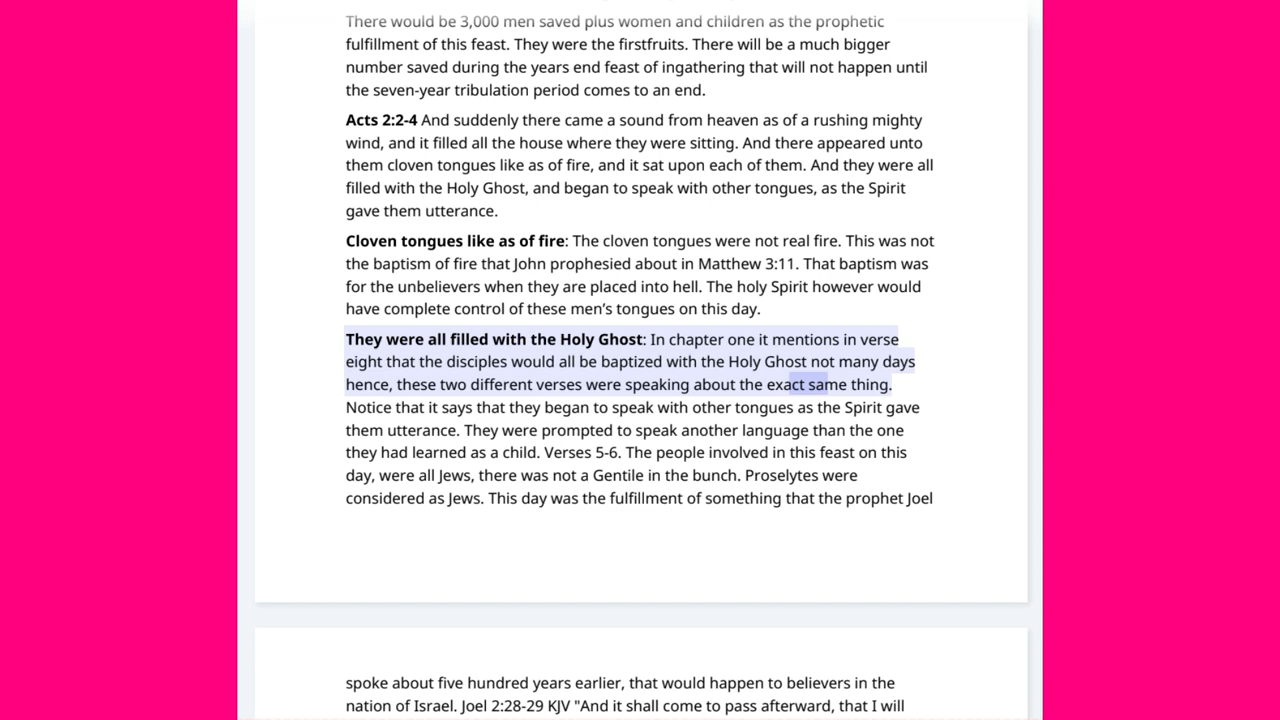 There would be 3,000 men saved plus women and children as the prophetic
fulfillment of this feast. They were the firstfruits. There will be a much bigger
number saved during the years end feast of ingathering that will not happen until
the seven-year tribulation period comes to an end.
Acts 2:2-4 And suddenly there came a sound from heaven as of a rushing mighty
wind, and it filled all the house where they were sitting. And there appeared unto
them cloven tongues like as of fire, and it sat upon each of them. And they were all
filled with the Holy Ghost, and began to speak with other tongues, as the Spirit
gave them utterance.
Cloven tongues like as of fire: The cloven tongues were not real fire. This was not
the baptism of fire that John prophesied about in Matthew 3:11. That baptism was
for the unbelievers when they are placed into hell. The holy Spirit however would
have complete control of these men’s tongues on this day.
They were all filled with the Holy Ghost: In chapter one it mentions in verse
eight that the disciples would all be baptized with the Holy Ghost not many days
hence, these two different verses were speaking about the exact same thing.
Notice that it says that they began to speak with other tongues as the Spirit gave
them utterance. They were prompted to speak another language than the one
they had learned as a child. Verses 5-6. The people involved in this feast on this
day, were all Jews, there was not a Gentile in the bunch. Proselytes were
considered as Jews. This day was the fulfillment of something that the prophet Joel
spoke about five hundred years earlier, that would happen to believers in the
nation of Israel. Joel 2:28-29 KJV "And it shall come to pass afterward, that I will